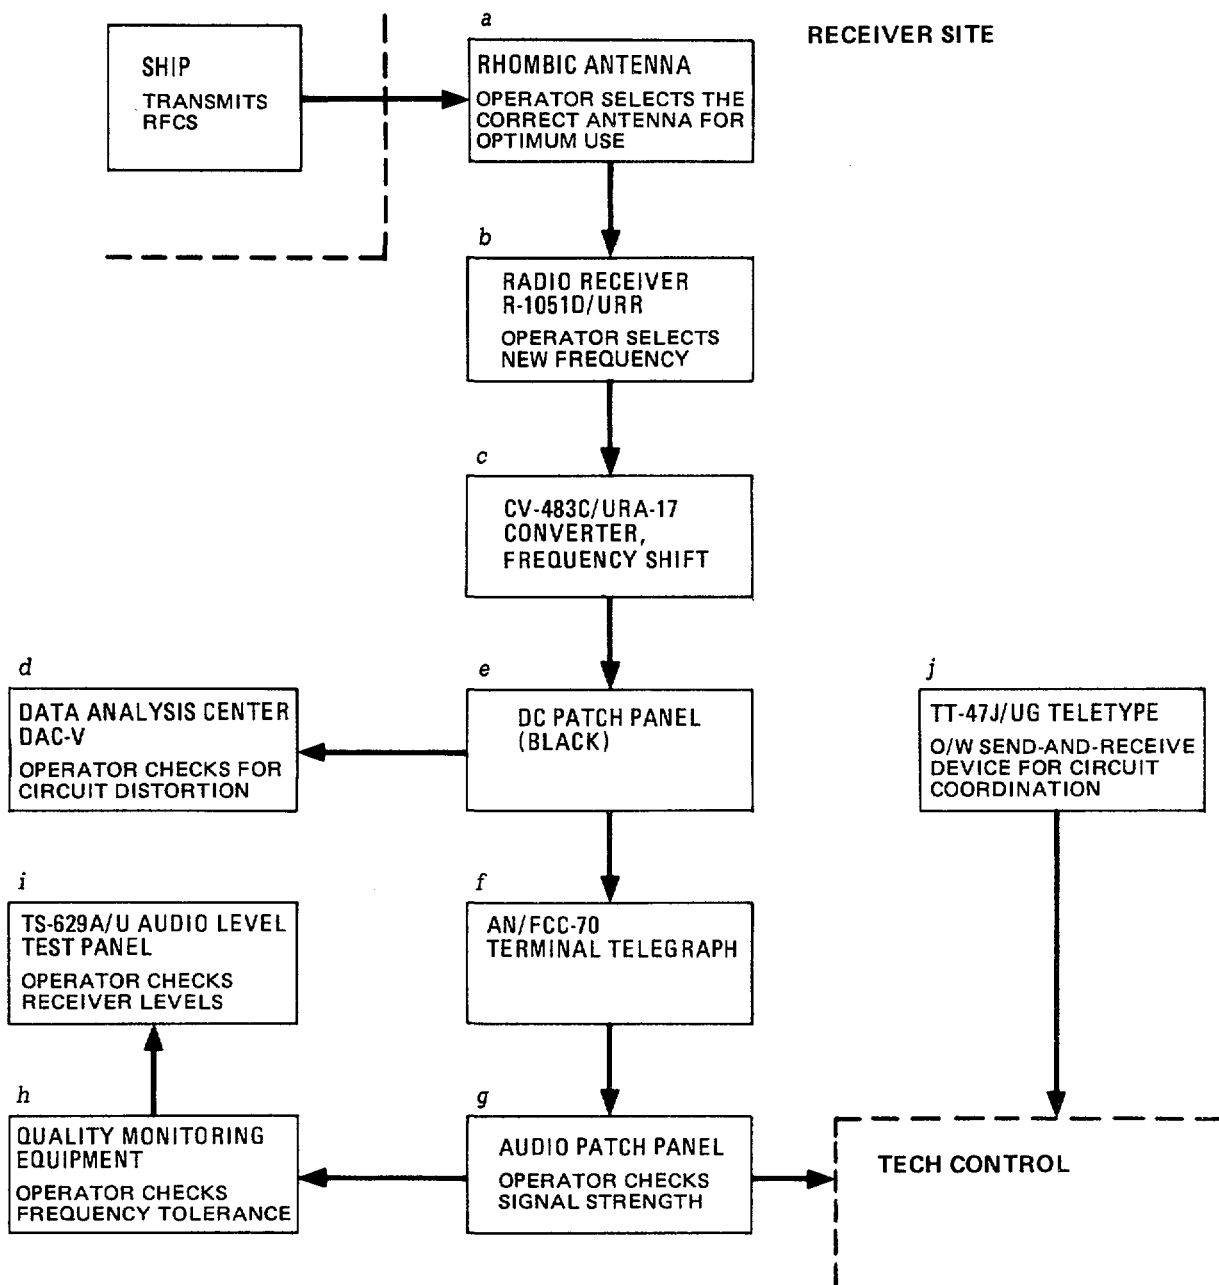 RECEIVER SITE
SHIP
TRANSMITS
RFCS
a
RHOMBIC ANTENNA
OPERATOR SELECTS THE
CORRECT ANTENNA FOR
OPTIMUM USE
b
RADIO RECEIVER
R-1051D/URR
OPERATOR SELECTS
NEW FREQUENCY
c
CV-483C/URA-17
CONVERTER,
FREQUENCY SHIFT
d
DATA ANALYSIS CENTER
DAC-V
OPERATOR CHECKS FOR
CIRCUIT DISTORTION
e
DC PATCH PANEL
(BLACK)
j
TT-47J/UG TELETYPE
O/W SEND-AND-RECEIVE
DEVICE FOR CIRCUIT
COORDINATION
i
TS-629A/U AUDIO LEVEL
TEST PANEL
OPERATOR CHECKS
RECEIVER LEVELS
f
AN/FCC-70
TERMINAL TELEGRAPH
h
QUALITY MONITORING
EQUIPMENT
OPERATOR CHECKS
FREQUENCY TOLERANCE
g
AUDIO PATCH PANEL
OPERATOR CHECKS
SIGNAL STRENGTH
TECH CONTROL